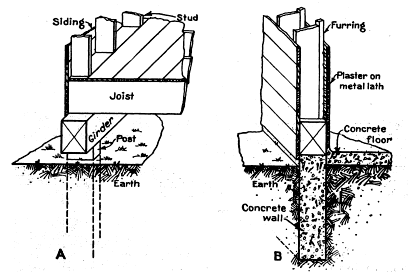 Siding
Stud
Joist
Girder
Post
Earth
A
Furring
Plaster on
metal lath
Concrete
floor
Earth
Concrete
wall
B